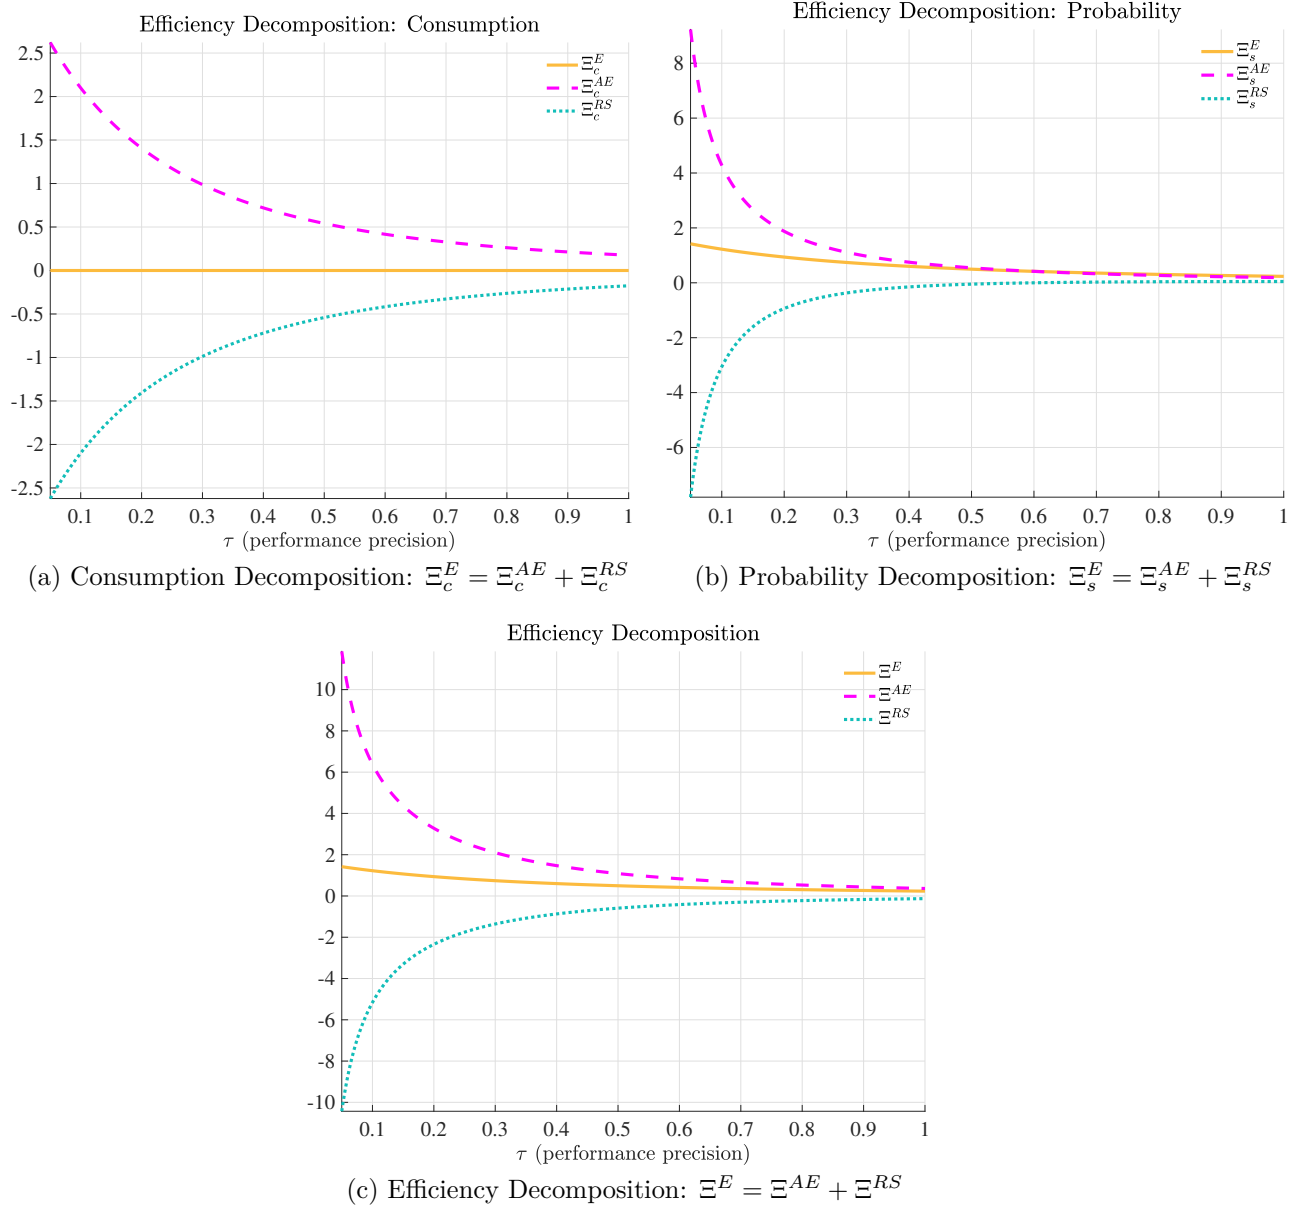 Efficiency Decomposition: Consumption
2.5
2
1.5
1
0.5
0
-0.5
-1
-1.5
-2
-2.5
Ξ_c^E
Ξ_c^{AE}
Ξ_c^{RS}
0.1 0.2 0.3 0.4 0.5 0.6 0.7 0.8 0.9 1
τ (performance precision)
(a) Consumption Decomposition: Ξ_c^E = Ξ_c^{AE} + Ξ_c^{RS}
Efficiency Decomposition: Probability
8
6
4
2
0
-2
-4
-6
Ξ_s^E
Ξ_s^{AE}
Ξ_s^{RS}
0.1 0.2 0.3 0.4 0.5 0.6 0.7 0.8 0.9 1
τ (performance precision)
(b) Probability Decomposition: Ξ_s^E = Ξ_s^{AE} + Ξ_s^{RS}
Efficiency Decomposition
10
8
6
4
2
0
-2
-4
-6
-8
-10
Ξ^E
Ξ^{AE}
Ξ^{RS}
0.1 0.2 0.3 0.4 0.5 0.6 0.7 0.8 0.9 1
τ (performance precision)
(c) Efficiency Decomposition: Ξ^E = Ξ^{AE} + Ξ^{RS}